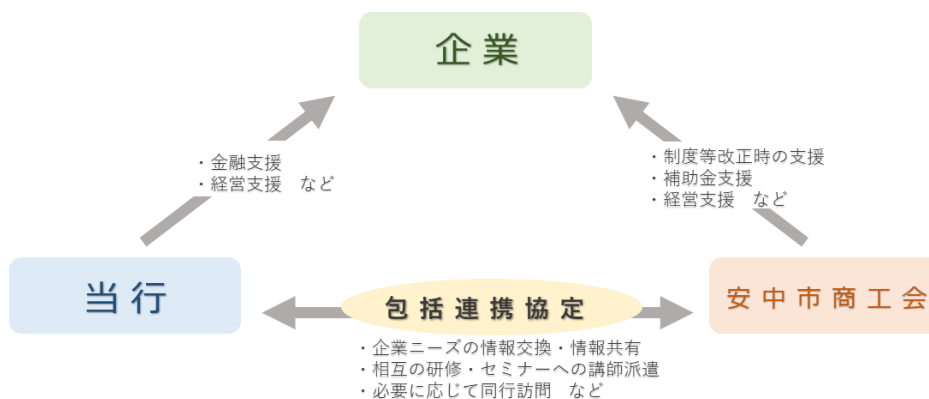 企業
・金融支援
・経営支援　など
・制度等改正時の支援
・補助金支援
・経営支援　など
当行
包括連携協定
安中市商工会
・企業ニーズの情報交換・情報共有
・相互の研修・セミナーへの講師派遣
・必要に応じて同行訪問　など